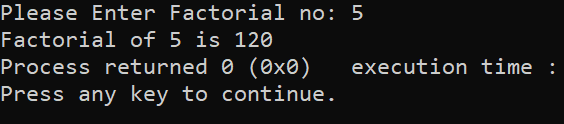 Please Enter Factorial no: 5
Factorial of 5 is 120
Process returned 0 (0x0)   execution time :
Press any key to continue.